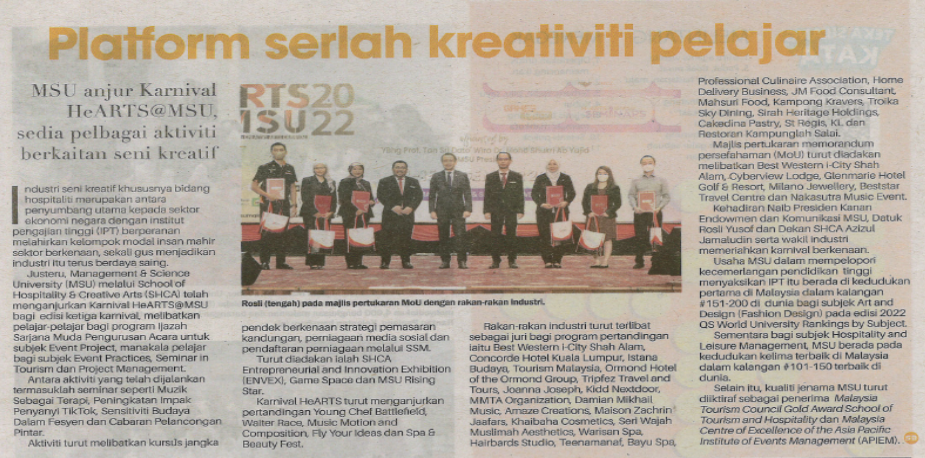 Platform serlah kreativiti pelajar
MSU anjur Karnival
HeARTS@MSU,
sedia pelbagai aktiviti
berkaitan seni kreatif
Industri seni kreatif khususnya bidang
hospitaliti merupakan antara
penyumbang utama kepada sektor
ekonomi negara dengan institut
pengajian tinggi (IPT) berperanan
melahirkan kelompok modal insan mahir
sektor berkenaan, sekali gus menjadikan
industri itu terus berdaya saing.
Justeru, Management & Science
University (MSU) melalui School of
Hospitality & Creative Arts (SHCA) telah
menganjurkan Karnival HeARTS@MSU
bagi edisi ketiga karnival, melibatkan
pelajar-pelajar bagi program Ijazah
Sarjana Muda Pengurusan Acara untuk
subjek Event Project, manakala pelajar
bagi subjek Event Practices, Seminar in
Tourism dan Project Management.
Antara aktiviti yang telah dijalankan
termasuklah seminar seperti Muzik
Sebagai Terapi, Peningkatan Impak
Penyanyi TikTok, Sensitiviti Budaya
Dalam Fesyen dan Cabaran Pelancongan
Pintar.
Aktiviti turut melibatkan kursus jangka
RTS20
MSU22
Rosli (tengah) pada majlis pertukaran MoU dengan rakan-rakan industri.
pendek berkenaan strategi pemasaran
kandungan, perniagaan media sosial dan
pendaftaran perniagaan melalui SSM.
Turut diadakan ialah SHCA
Entrepreneurial and Innovation Exhibition
(ENVEX), Game Space dan MSU Rising
Star.
Karnival HeARTS turut menganjurkan
pertandingan Young Chef Battlefield,
Waiter Race, Music Motion and
Composition, Fly Your Ideas dan Spa &
Beauty Fest.
Rakan-rakan industri turut terlibat
sebagai juri bagi program pertandingan
iaitu Best Western i-City Shah Alam,
Concorde Hotel Kuala Lumpur, Istana
Budaya, Tourism Malaysia, Ormond Hotel
of the Ormond Group, Tripfez Travel and
Tours, Joanna Joseph, Kidd Nextdoor,
MMTA Organization, Damian Mikhail
Music, Amaze Creations, Maison Zachrin
Jaafars, Khaibaha Cosmetics, Seri Wajah
Muslimah Aesthetics, Warisan Spa,
Hairbards Studio, Teenamanaf, Bayu Spa,
Professional Culinaire Association, Home
Delivery Business, JM Food Consultant,
Mahsuri Food, Kampong Kravers, Troika
Sky Dining, Sirah Heritage Holdings,
Cakedina Pastry, St Regis, KL dan
Restoran Kampunglah Salai.
Majlis pertukaran memorandum
persefahaman (MoU) turut diadakan
melibatkan Best Western i-City Shah
Alam, Cyberview Lodge, Glenmarie Hotel
Golf & Resort, Milano Jewellery, Beststar
Travel Centre dan Nakasutra Music Event.
Kehadiran Naib Presiden Kanan
Endowmen dan Komunikasi MSU, Datuk
Rosli Yusof dan Dekan SHCA Azizul
Jamaludin serta wakil industri
memeriahkan karnival berkenaan.
Usaha MSU dalam mempelopori
kecemerlangan pendidikan tinggi
menyaksikan IPT itu berada di kedudukan
pertama di Malaysia dalam kalangan
#151-200 di dunia bagi subjek Art and
Design (Fashion Design) pada edisi 2022
QS World University Rankings by Subject.
Sementara bagi subjek Hospitality and
Leisure Management, MSU berada pada
kedudukan kelima terbaik di Malaysia
dalam kalangan #101-150 terbaik di
dunia.
Selain itu, kualiti jenama MSU turut
diiktiraf sebagai penerima Malaysia
Tourism Council Gold Award School of
Tourism and Hospitality dan Malaysia
Centre of Excellence of the Asia Pacific
Institute of Events Management (APIEM).